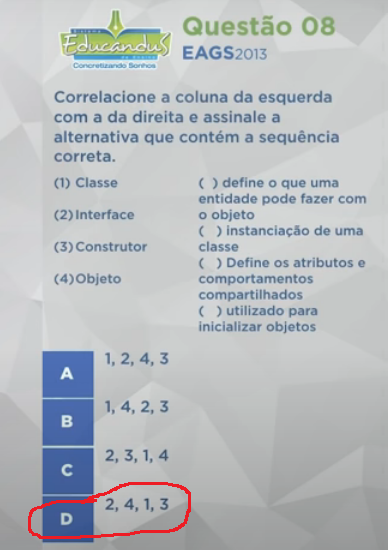 Sistema
Educandus
de Ensino
Concretizando Sonhos
Questão 08
EAGS2013
Correlacione a coluna da esquerda
com a da direita e assinale a
alternativa que contém a sequência
correta.
(1) Classe
(2) Interface
(3) Construtor
(4) Objeto
( ) define o que uma
entidade pode fazer com
o objeto
( ) instanciação de uma
classe
( ) Define os atributos e
comportamentos
compartilhados
( ) utilizado para
inicializar objetos
A 1, 2, 4, 3
B 1, 4, 2, 3
C 2, 3, 1, 4
D 2, 4, 1, 3